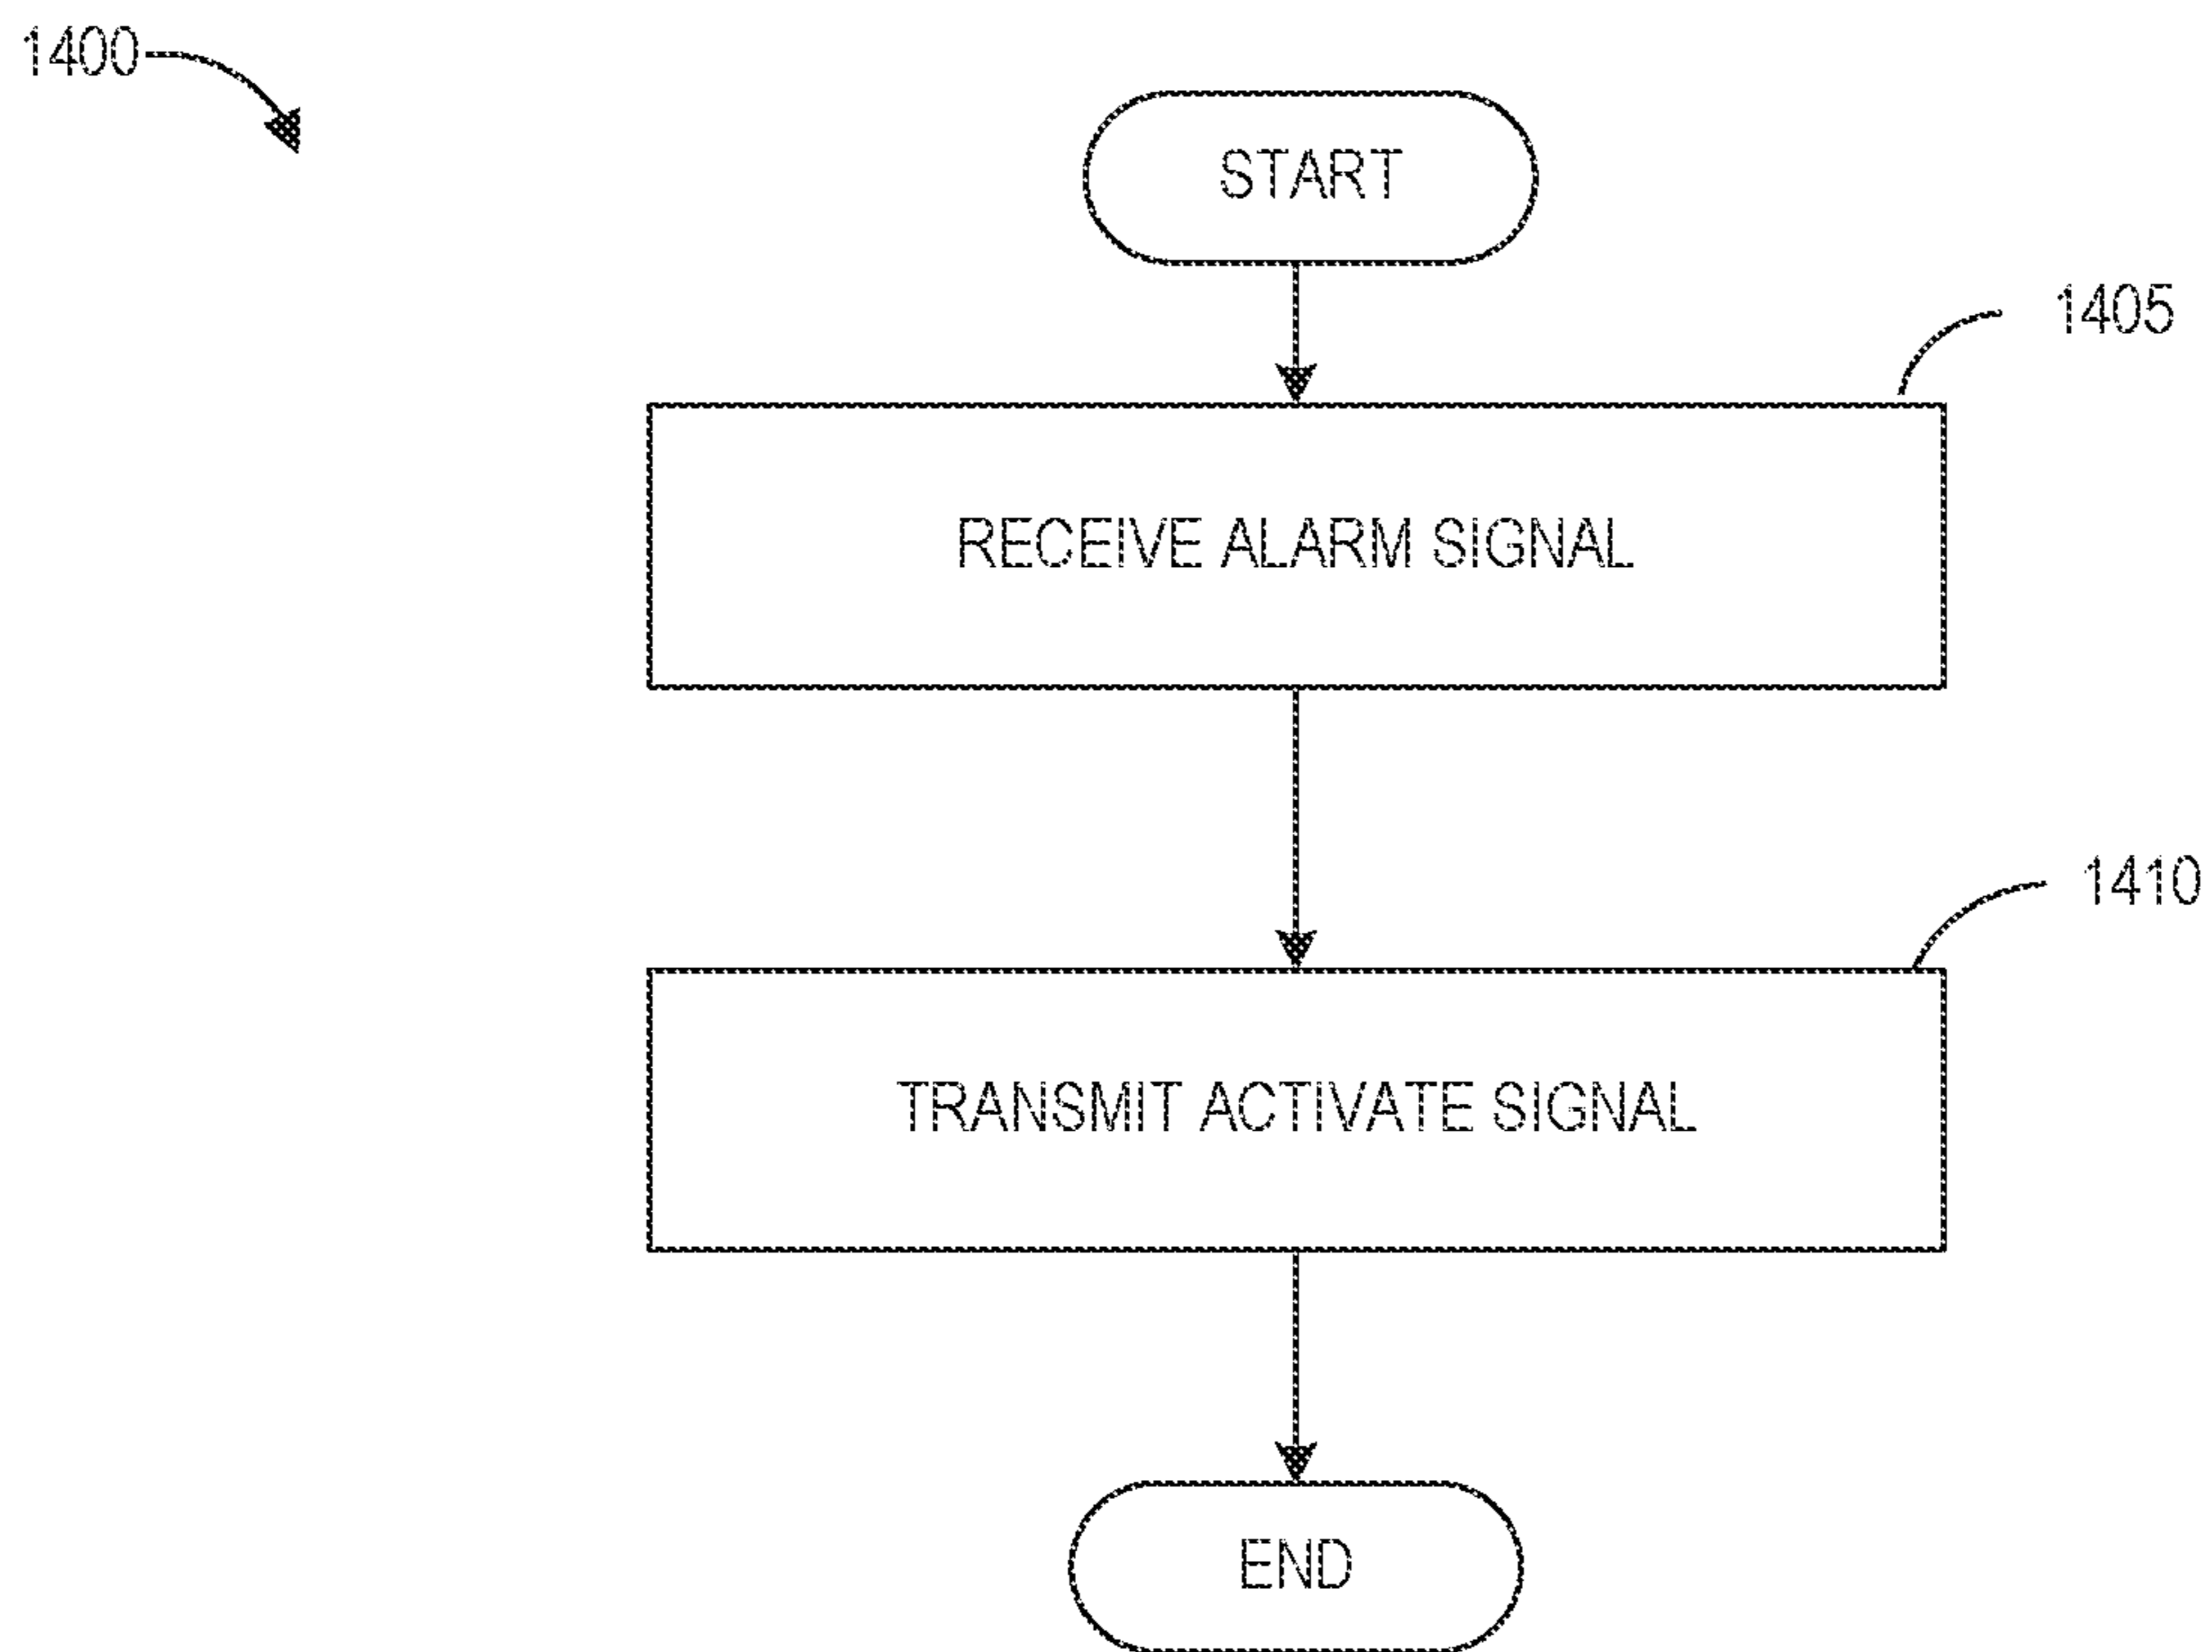 1400
START
1405
RECEIVE ALARM SIGNAL
1410
TRANSMIT ACTIVATE SIGNAL
END